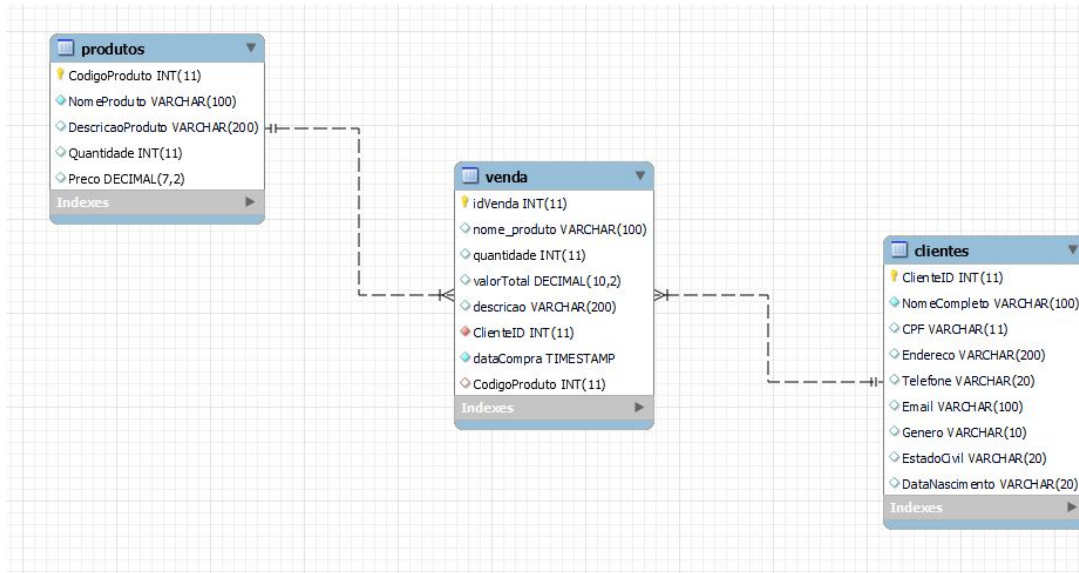 produtos
CodigoProduto INT(11)
NomeProduto VARCHAR(100)
DescricaoProduto VARCHAR(200)
Quantidade INT(11)
Preco DECIMAL(7,2)
Indexes
venda
idVenda INT(11)
nome_produto VARCHAR(100)
quantidade INT(11)
valorTotal DECIMAL(10,2)
descricao VARCHAR(200)
ClienteID INT(11)
dataCompra TIMESTAMP
CodigoProduto INT(11)
Indexes
clientes
ClienteID INT(11)
NomeCompleto VARCHAR(100)
CPF VARCHAR(11)
Endereco VARCHAR(200)
Telefone VARCHAR(20)
Email VARCHAR(100)
Genero VARCHAR(10)
EstadoCivil VARCHAR(20)
DataNascimento VARCHAR(20)
Indexes